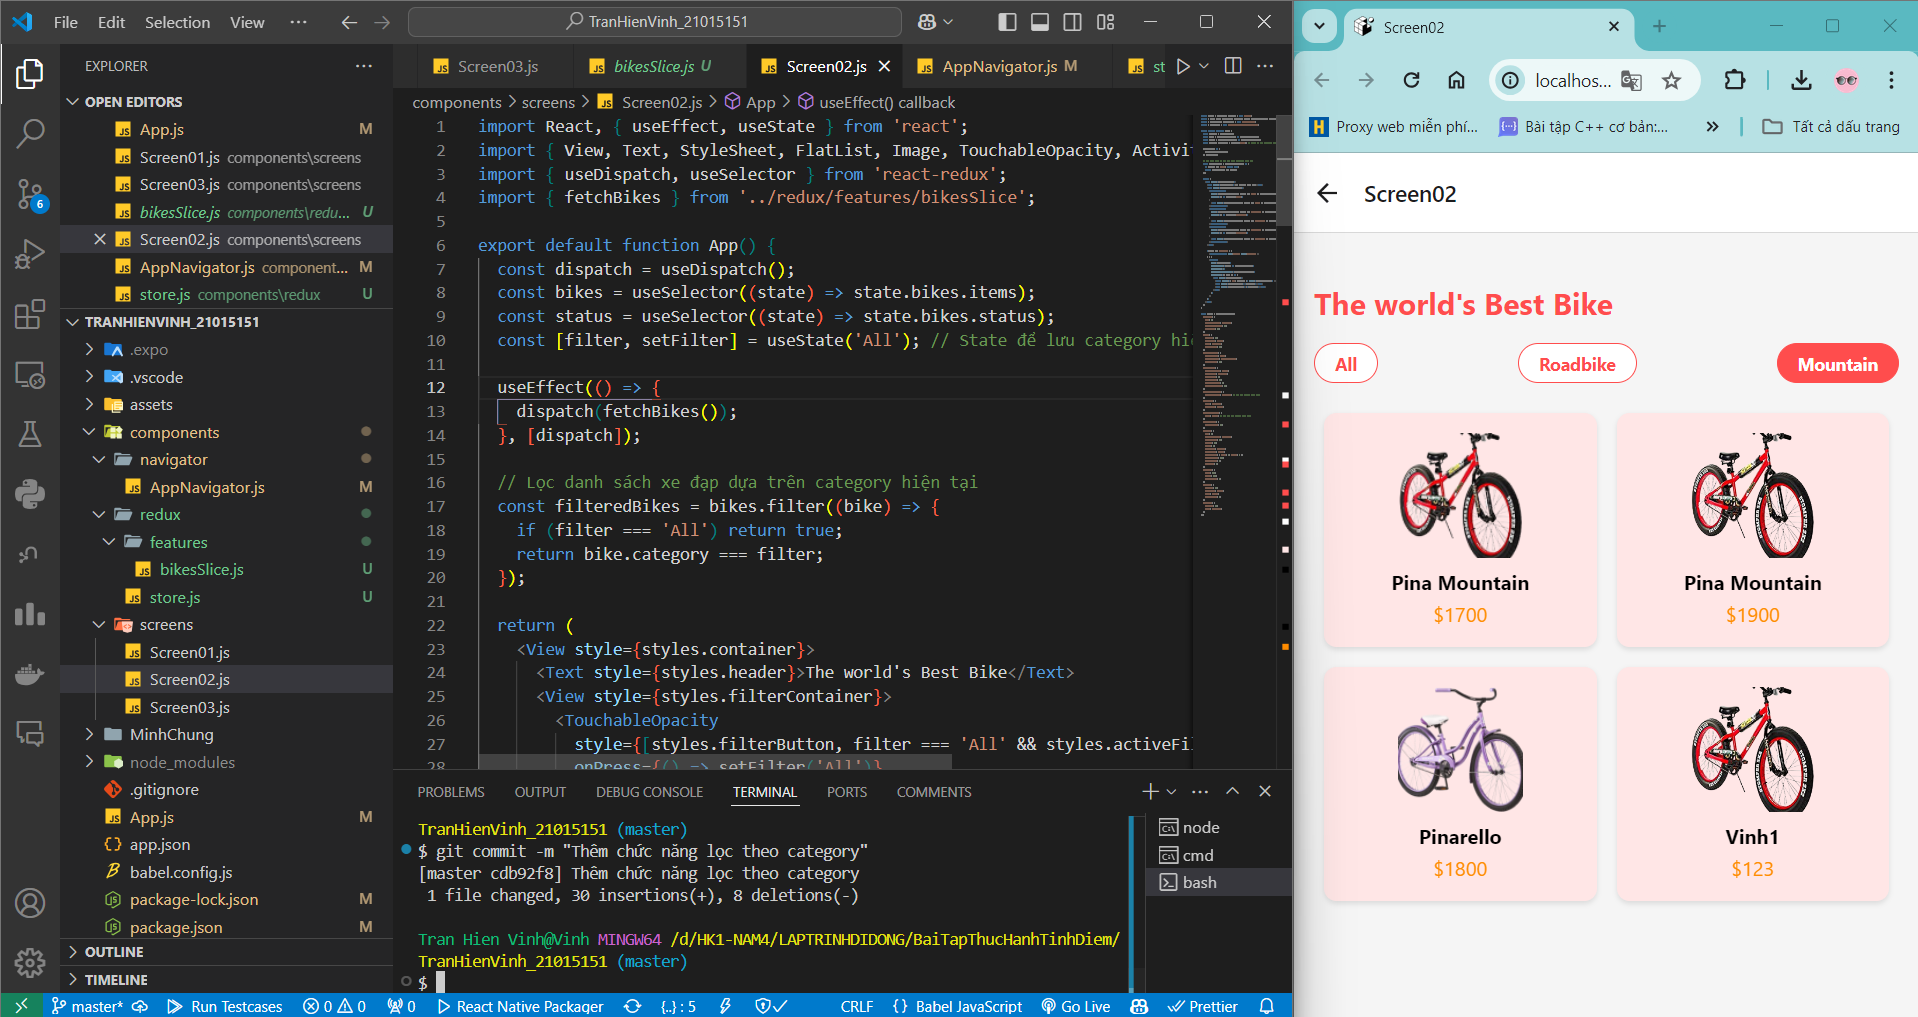 File Edit Selection View ··· TranHienVinh_21015151
EXPLORER
OPEN EDITORS
App.js M
Screen01.js components\screens
Screen03.js components\screens
bikesSlice.js components\redu... U
Screen02.js components\screens
AppNavigator.js component... M
store.js components\redux U
TRANHIENVINH_21015151
.expo
.vscode
assets
components
navigator
AppNavigator.js M
redux
features
bikesSlice.js U
store.js U
screens
Screen01.js
Screen02.js
Screen03.js
MinhChung
node_modules
.gitignore
App.js M
app.json
babel.config.js
package-lock.json M
package.json M
OUTLINE
TIMELINE
6
Screen03.js bikesSlice.js U Screen02.js AppNavigator.js M st
components > screens > Screen02.js > App > useEffect() callback
1 import React, { useEffect, useState } from 'react';
2 import { View, Text, StyleSheet, FlatList, Image, TouchableOpacity, Activit
3 import { useDispatch, useSelector } from 'react-redux';
4 import { fetchBikes } from '../redux/features/bikesSlice';
5
6 export default function App() {
7 const dispatch = useDispatch();
8 const bikes = useSelector((state) => state.bikes.items);
9 const status = useSelector((state) => state.bikes.status);
10 const [filter, setFilter] = useState('All'); // State để lưu category hiệ
11
12 useEffect(() => {
13 dispatch(fetchBikes());
14 }, [dispatch]);
15
16 // Lọc danh sách xe đạp dựa trên category hiện tại
17 const filteredBikes = bikes.filter((bike) => {
18 if (filter === 'All') return true;
19 return bike.category === filter;
20 });
21
22 return (
23 <View style={styles.container}>
24 <Text style={styles.header}>The world's Best Bike</Text>
25 <View style={styles.filterContainer}>
26 <TouchableOpacity
27 style={[styles.filterButton, filter === 'All' && styles.activeFil
28 onPress={() => setFilter('All')}
PROBLEMS OUTPUT DEBUG CONSOLE TERMINAL PORTS COMMENTS
TranHienVinh_21015151 (master)
$ git commit -m "Thêm chức năng lọc theo category"
[master cdb92f8] Thêm chức năng lọc theo category
1 file changed, 30 insertions(+), 8 deletions(-)
Tran Hien Vinh@Vinh MINGW64 /d/HK1-NAM4/LAPTRINHDIDONG/BaiTapThucHanhTinhDiem/
TranHienVinh_21015151 (master)
$
node
cmd
bash
master* Run Testcases 0 0 0 React Native Packager {..} : 5 CRLF {} Babel JavaScript Go Live Prettier
Screen02
localhos...
Proxy web miễn phí... Bài tập C++ cơ bản:... » Tất cả dấu trang
Screen02
The world's Best Bike
All Roadbike Mountain
Pina Mountain
$1700
Pina Mountain
$1900
Pinarello
$1800
Vinh1
$123